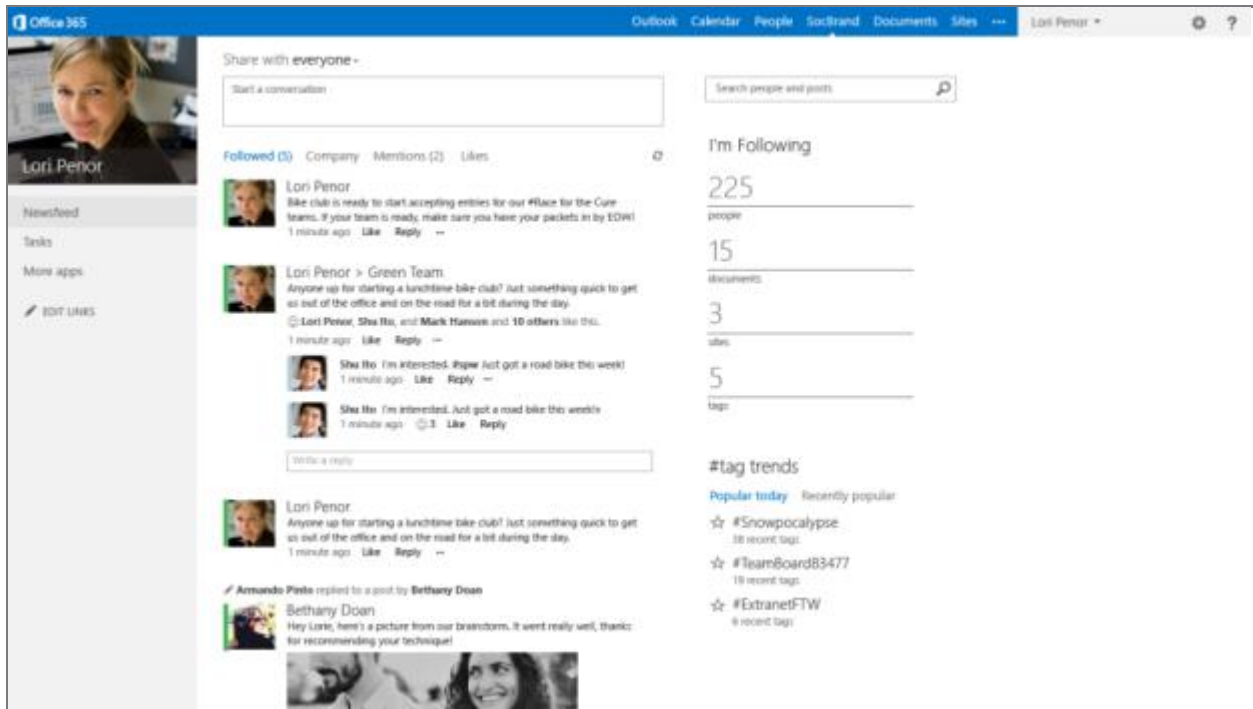 Office 365
Outlook Calendar People SocBrand Documents Sites ··· Lori Penor
?
Lori Penor
Newsfeed
Tasks
More apps
EDIT LINKS
Share with everyone
Start a conversation
Followed (5) Company Mentions (2) Likes
Lori Penor
Bike club is ready to start accepting entries for our #Race for the Cure
teams. If your team is ready, make sure you have your packets in by EOW!
1 minute ago Like Reply ···
Lori Penor > Green Team
Anyone up for starting a lunchtime bike club? Just something quick to get
us out of the office and on the road for a bit during the day.
Lori Penor, Shu Ito, and Mark Hanson and 10 others like this.
1 minute ago Like Reply ···
Shu Ito I'm interested. #spw Just got a road bike this week!
1 minute ago Like Reply ···
Shu Ito I'm interested. Just got a road bike this week!x
1 minute ago 3 Like Reply
Write a reply
Lori Penor
Anyone up for starting a lunchtime bike club? Just something quick to get
us out of the office and on the road for a bit during the day.
1 minute ago Like Reply ···
Armando Pinto replied to a post by Bethany Doan
Bethany Doan
Hey Lorie, here's a picture from our brainstorm. It went really well, thanks
for recommending your technique!
Search people and posts
I'm Following
225
people
15
documents
3
sites
5
tags
#tag trends
Popular today Recently popular
#Snowpocalypse
38 recent tags
#TeamBoard83477
19 recent tags
#ExtranetFTW
6 recent tags